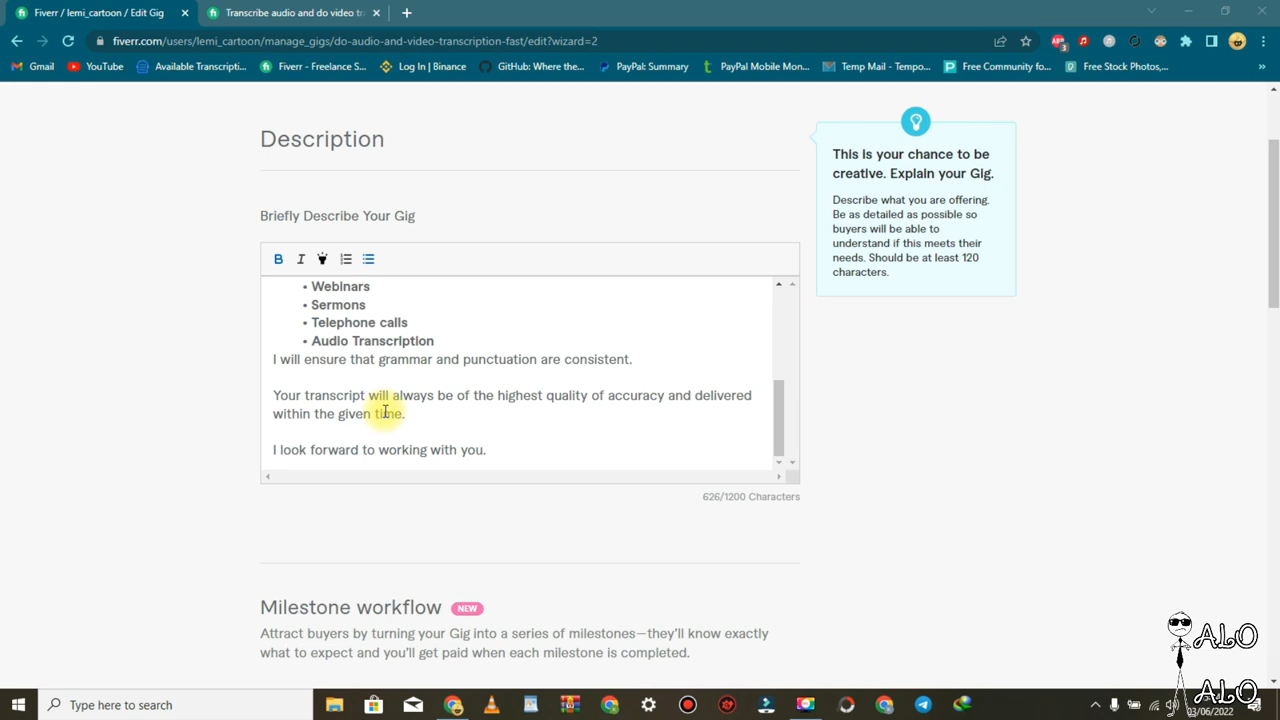 Fiverr / lemi_cartoon / Edit Gig
Transcribe audio and do video tr
fiverr.com/users/lemi_cartoon/manage_gigs/do-audio-and-video-transcription-fast/edit?wizard=2
3
Gmail
YouTube
Available Transcripti...
Fiverr - Freelance S...
Log In | Binance
GitHub: Where the...
PayPal: Summary
PayPal Mobile Mon...
Temp Mail - Tempo...
Free Community fo...
Free Stock Photos,...
»
Description
Briefly Describe Your Gig
This is your chance to be
creative. Explain your Gig.
Describe what you are offering.
Be as detailed as possible so
buyers will be able to
understand if this meets their
needs. Should be at least 120
characters.
B I
• Webinars
• Sermons
• Telephone calls
• Audio Transcription
I will ensure that grammar and punctuation are consistent.
Your transcript will always be of the highest quality of accuracy and delivered
within the given time.
I look forward to working with you.
626/1200 Characters
Milestone workflow NEW
Attract buyers by turning your Gig into a series of milestones—they'll know exactly
what to expect and you'll get paid when each milestone is completed.
ALO
ALO
Type here to search
03/06/2022